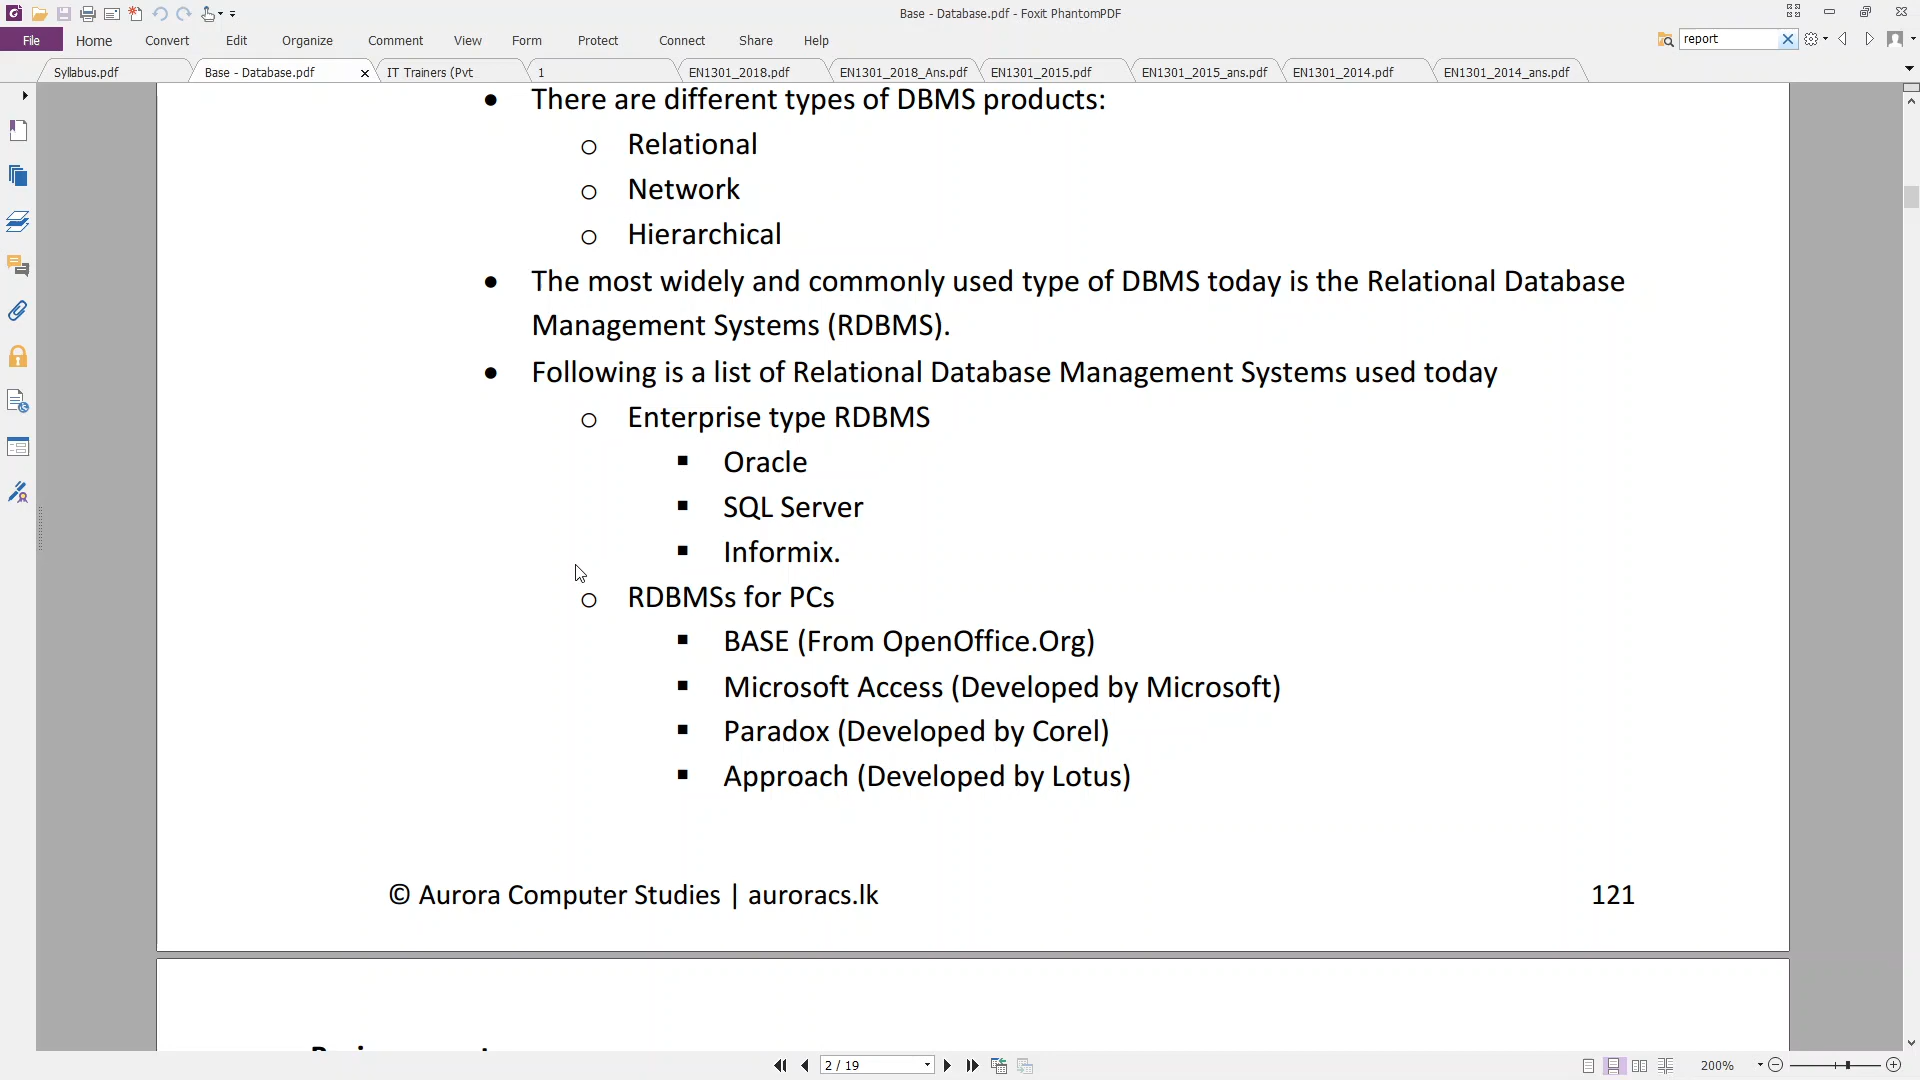 Base - Database.pdf - Foxit PhantomPDF
File Home Convert Edit Organize Comment View Form Protect Connect Share Help
report
Syllabus.pdf Base - Database.pdf IT Trainers (Pvt 1 EN1301_2018.pdf EN1301_2018_Ans.pdf EN1301_2015.pdf EN1301_2015_ans.pdf EN1301_2014.pdf EN1301_2014_ans.pdf
• There are different types of DBMS products:
o Relational
o Network
o Hierarchical
• The most widely and commonly used type of DBMS today is the Relational Database
Management Systems (RDBMS).
• Following is a list of Relational Database Management Systems used today
o Enterprise type RDBMS
▪ Oracle
▪ SQL Server
▪ Informix.
o RDBMSs for PCs
▪ BASE (From OpenOffice.Org)
▪ Microsoft Access (Developed by Microsoft)
▪ Paradox (Developed by Corel)
▪ Approach (Developed by Lotus)
© Aurora Computer Studies | auroracs.lk 121
2 / 19
200%